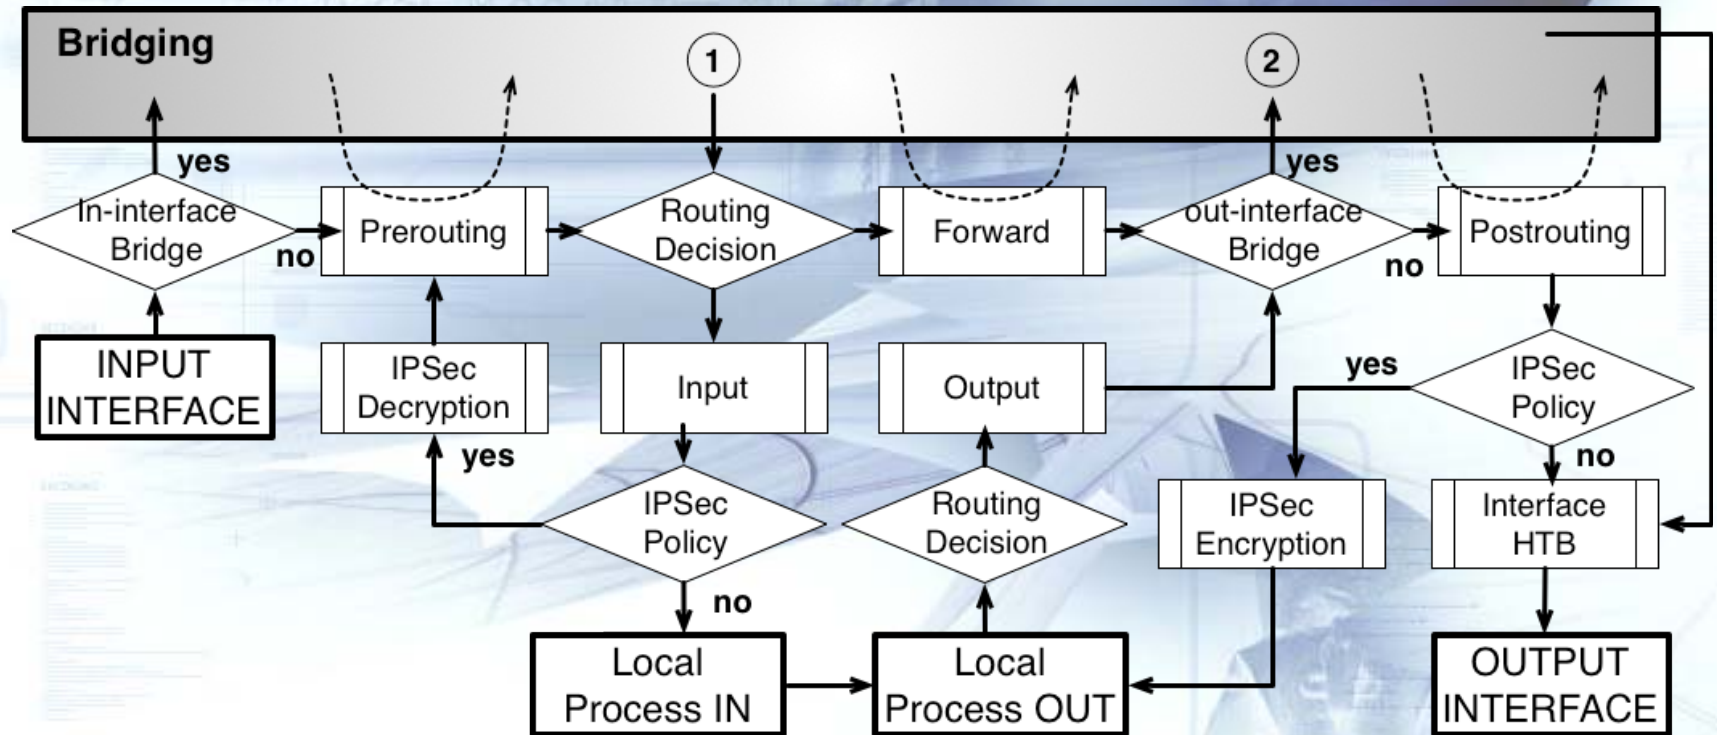 Bridging
1
2
yes
yes
In-interface
Bridge
no
Prerouting
Routing
Decision
Forward
out-interface
Bridge
no
Postrouting
INPUT
INTERFACE
IPSec
Decryption
yes
Input
Output
yes
IPSec
Policy
no
IPSec
Policy
no
Routing
Decision
IPSec
Encryption
Interface
HTB
Local
Process IN
Local
Process OUT
OUTPUT
INTERFACE